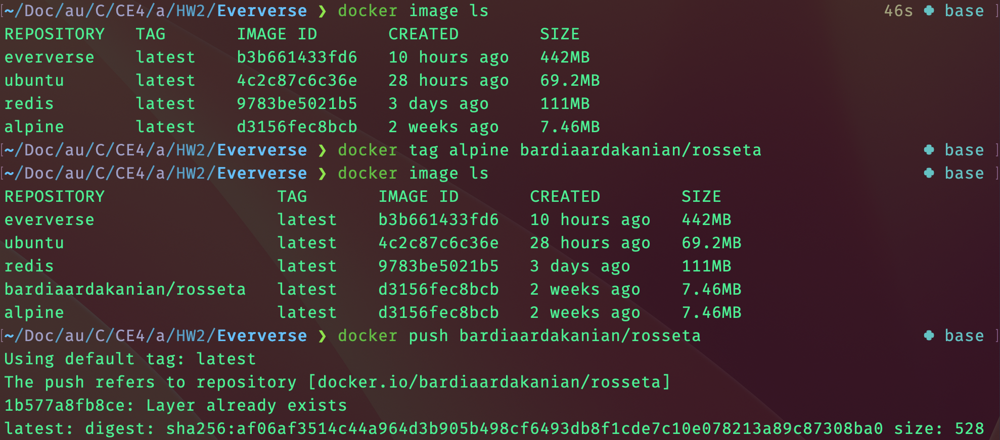 [~/Doc/au/C/CE4/a/HW2/Eververse ❯ docker image ls 46s base ]
REPOSITORY TAG IMAGE ID CREATED SIZE
eververse latest b3b661433fd6 10 hours ago 442MB
ubuntu latest 4c2c87c6c36e 28 hours ago 69.2MB
redis latest 9783be5021b5 3 days ago 111MB
alpine latest d3156fec8bcb 2 weeks ago 7.46MB
[~/Doc/au/C/CE4/a/HW2/Eververse ❯ docker tag alpine bardiaardakanian/rosseta base ]
[~/Doc/au/C/CE4/a/HW2/Eververse ❯ docker image ls base ]
REPOSITORY TAG IMAGE ID CREATED SIZE
eververse latest b3b661433fd6 10 hours ago 442MB
ubuntu latest 4c2c87c6c36e 28 hours ago 69.2MB
redis latest 9783be5021b5 3 days ago 111MB
bardiaardakanian/rosseta latest d3156fec8bcb 2 weeks ago 7.46MB
alpine latest d3156fec8bcb 2 weeks ago 7.46MB
[~/Doc/au/C/CE4/a/HW2/Eververse ❯ docker push bardiaardakanian/rosseta base ]
Using default tag: latest
The push refers to repository [docker.io/bardiaardakanian/rosseta]
1b577a8fb8ce: Layer already exists
latest: digest: sha256:af06af3514c44a964d3b905b498cf6493db8f1cde7c10e078213a89c87308ba0 size: 528